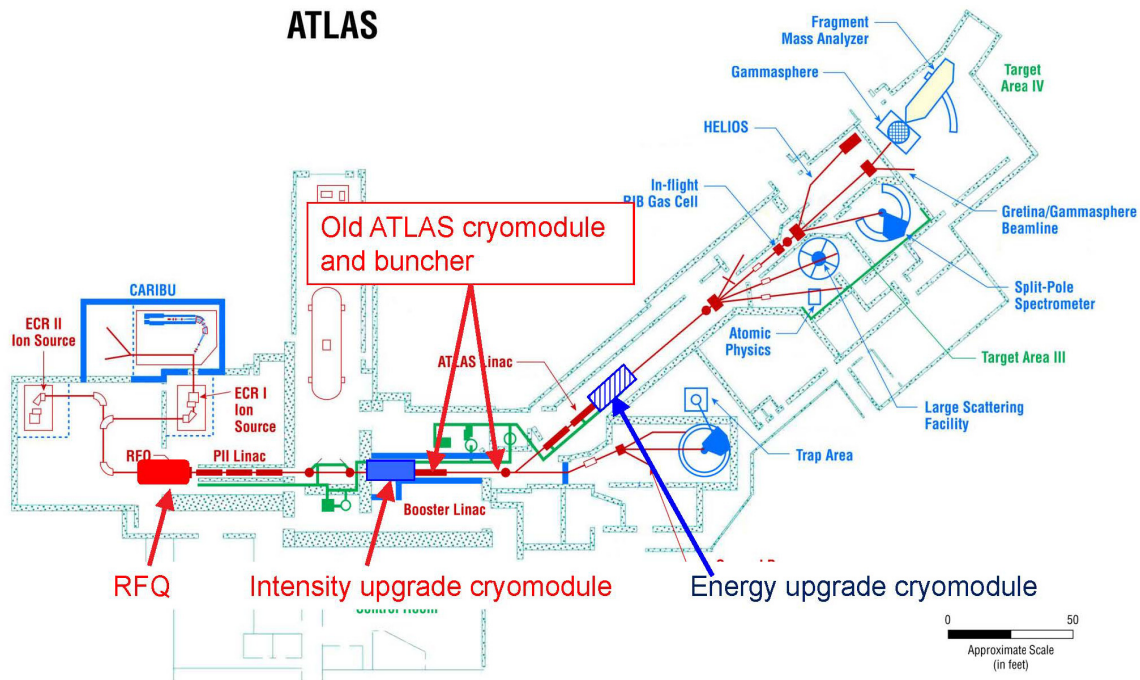 ATLAS
Fragment
Mass Analyzer
Gammasphere
Target
Area IV
HELIOS
In-flight
RIB Gas Cell
Gretina/Gammasphere
Beamline
Old ATLAS cryomodule
and buncher
CARIBU
Split-Pole
Spectrometer
ECR II
Ion Source
Atomic
Physics
Target Area III
ATLAS Linac
ECR I
Ion
Source
Large Scattering
Facility
RFQ
PII Linac
Trap Area
Booster Linac
RFQ
Intensity upgrade cryomodule
Energy upgrade cryomodule
Control Room
0
50
Approximate Scale
(in feet)